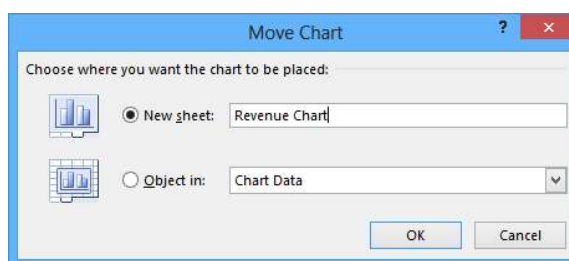 Move Chart
?
Choose where you want the chart to be placed:
New sheet: Revenue Chart
Object in: Chart Data
OK Cancel